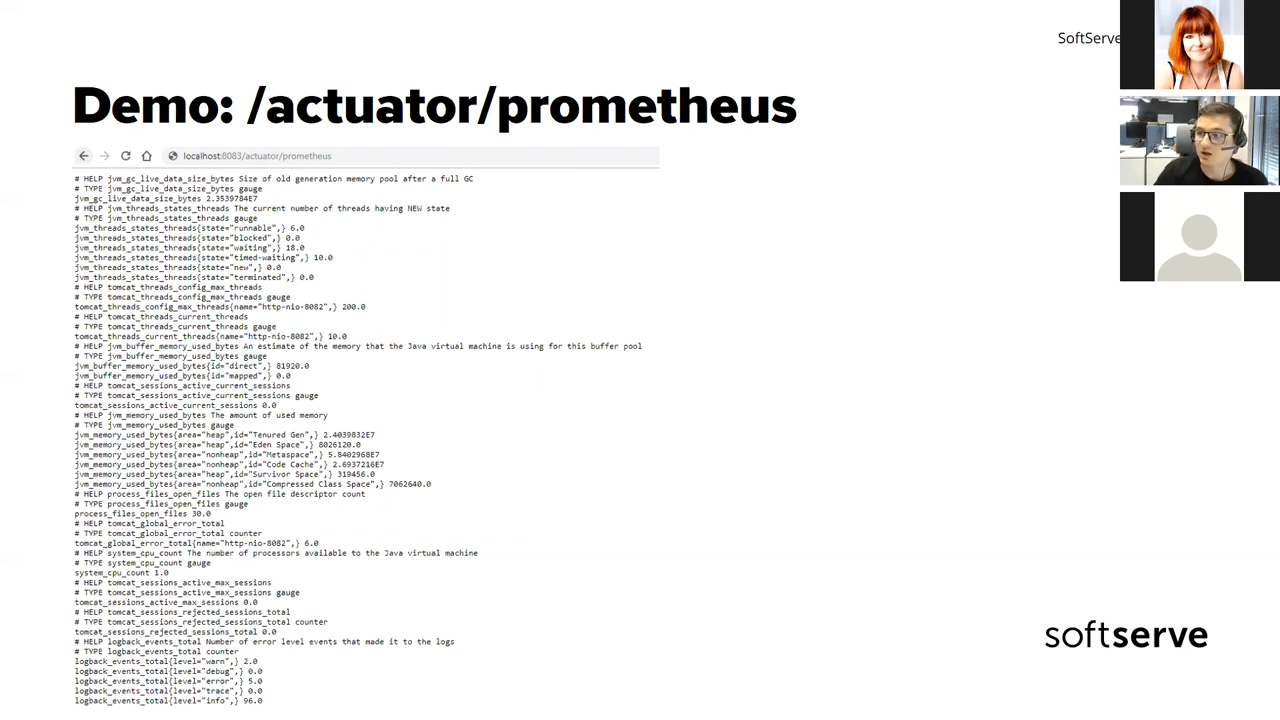 SoftServe
Demo: /actuator/prometheus
localhost:8083/actuator/prometheus
# HELP jvm_gc_live_data_size_bytes Size of old generation memory pool after a full GC
# TYPE jvm_gc_live_data_size_bytes gauge
jvm_gc_live_data_size_bytes 2.3539784E7
# HELP jvm_threads_states_threads The current number of threads having NEW state
# TYPE jvm_threads_states_threads gauge
jvm_threads_states_threads{state="runnable",} 6.0
jvm_threads_states_threads{state="blocked",} 0.0
jvm_threads_states_threads{state="waiting",} 18.0
jvm_threads_states_threads{state="timed-waiting",} 10.0
jvm_threads_states_threads{state="new",} 0.0
jvm_threads_states_threads{state="terminated",} 0.0
# HELP tomcat_threads_config_max_threads
# TYPE tomcat_threads_config_max_threads gauge
tomcat_threads_config_max_threads{name="http-nio-8082",} 200.0
# HELP tomcat_threads_current_threads
# TYPE tomcat_threads_current_threads gauge
tomcat_threads_current_threads{name="http-nio-8082",} 10.0
# HELP jvm_buffer_memory_used_bytes An estimate of the memory that the Java virtual machine is using for this buffer pool
# TYPE jvm_buffer_memory_used_bytes gauge
jvm_buffer_memory_used_bytes{id="direct",} 81920.0
jvm_buffer_memory_used_bytes{id="mapped",} 0.0
# HELP tomcat_sessions_active_current_sessions
# TYPE tomcat_sessions_active_current_sessions gauge
tomcat_sessions_active_current_sessions 0.0
# HELP jvm_memory_used_bytes The amount of used memory
# TYPE jvm_memory_used_bytes gauge
jvm_memory_used_bytes{area="heap",id="Tenured Gen",} 2.4039832E7
jvm_memory_used_bytes{area="heap",id="Eden Space",} 8026120.0
jvm_memory_used_bytes{area="nonheap",id="Metaspace",} 5.8402968E7
jvm_memory_used_bytes{area="nonheap",id="Code Cache",} 2.6937216E7
jvm_memory_used_bytes{area="heap",id="Survivor Space",} 319456.0
jvm_memory_used_bytes{area="nonheap",id="Compressed Class Space",} 7062640.0
# HELP process_files_open_files The open file descriptor count
# TYPE process_files_open_files gauge
process_files_open_files 30.0
# HELP tomcat_global_error_total
# TYPE tomcat_global_error_total counter
tomcat_global_error_total{name="http-nio-8082",} 6.0
# HELP system_cpu_count The number of processors available to the Java virtual machine
# TYPE system_cpu_count gauge
system_cpu_count 1.0
# HELP tomcat_sessions_active_max_sessions
# TYPE tomcat_sessions_active_max_sessions gauge
tomcat_sessions_active_max_sessions 0.0
# HELP tomcat_sessions_rejected_sessions_total
# TYPE tomcat_sessions_rejected_sessions_total counter
tomcat_sessions_rejected_sessions_total 0.0
# HELP logback_events_total Number of error level events that made it to the logs
# TYPE logback_events_total counter
logback_events_total{level="warn",} 2.0
logback_events_total{level="debug",} 0.0
logback_events_total{level="error",} 5.0
logback_events_total{level="trace",} 0.0
logback_events_total{level="info",} 96.0
softserve